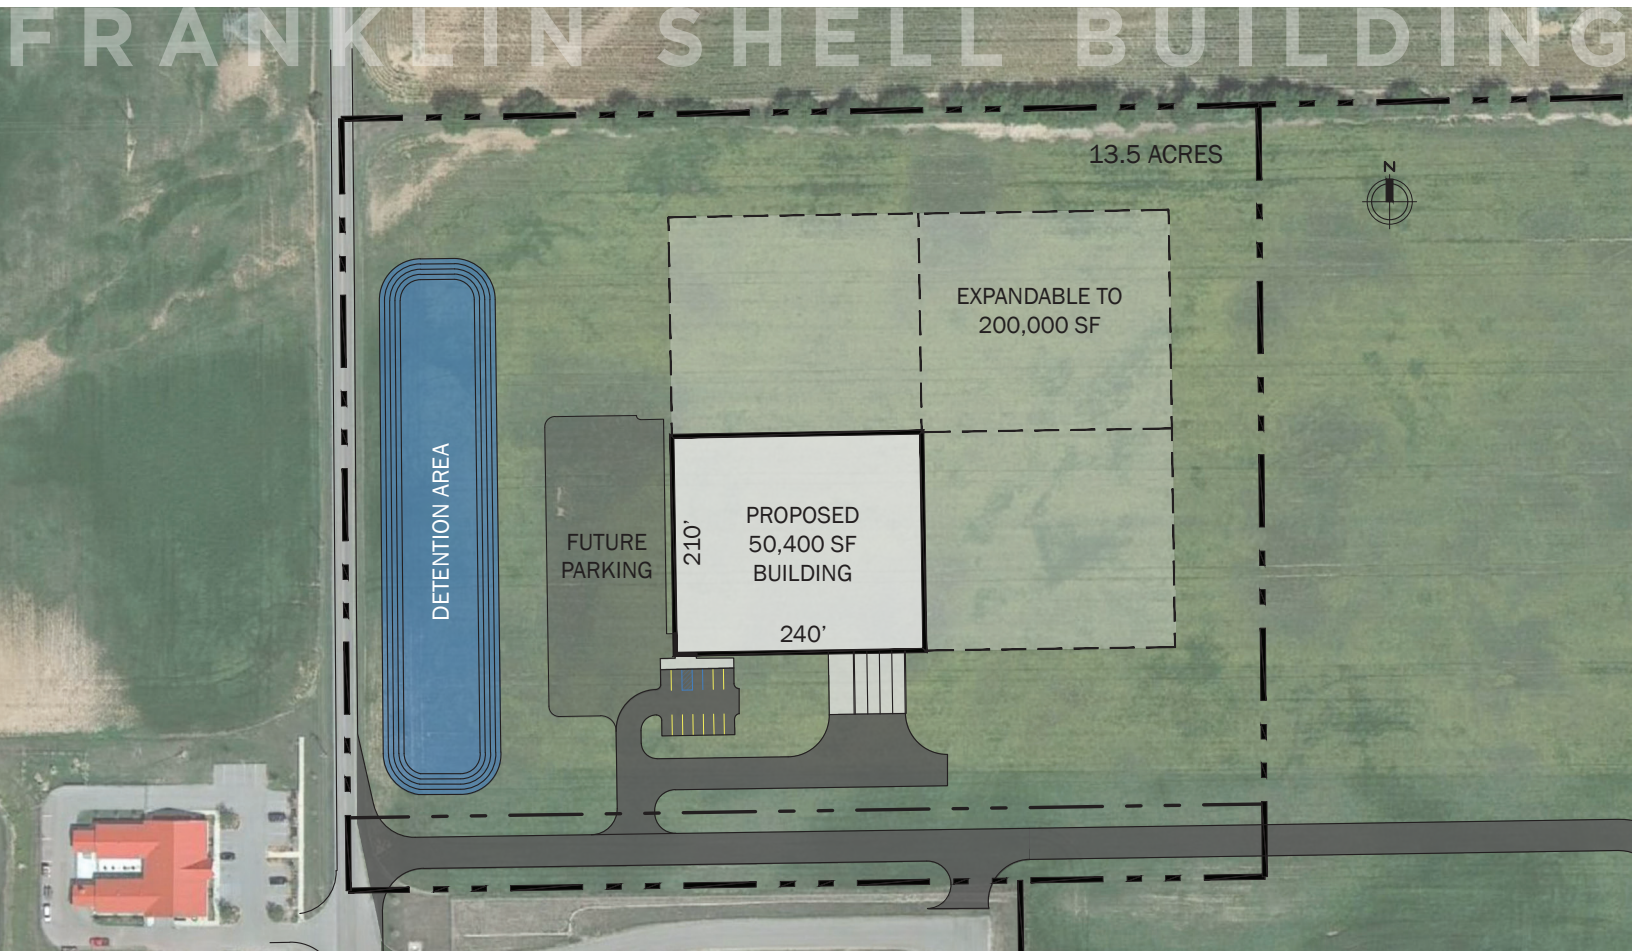 FRANKLIN SHELL BUILDING
13.5 ACRES
N
EXPANDABLE TO
200,000 SF
DETENTION AREA
FUTURE
PARKING
210’
PROPOSED
50,400 SF
BUILDING
240’